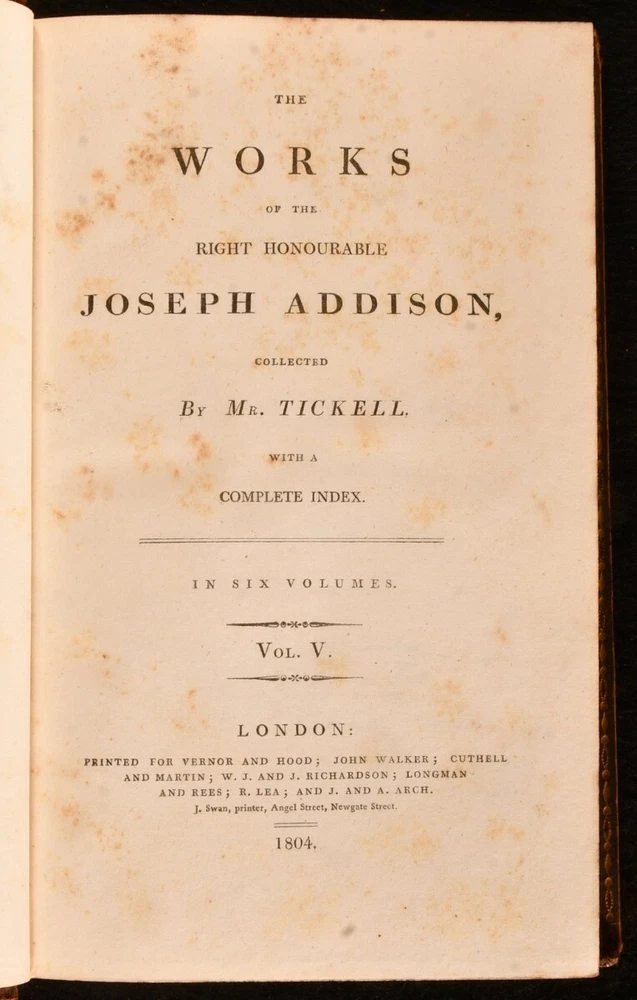 THE
WORKS
OF THE
RIGHT HONOURABLE
JOSEPH ADDISON,
COLLECTED
BY MR. TICKELL.
WITH A
COMPLETE INDEX.
IN SIX VOLUMES.
VOL. V.
LONDON:
PRINTED FOR VERNOR AND HOOD; JOHN WALKER; CUTHELL
AND MARTIN; W. J. AND J. RICHARDSON; LONGMAN
AND REES; R. LEA; AND J. AND A. ARCH.
J. Swan, printer, Angel Street, Newgate Street.
1804.